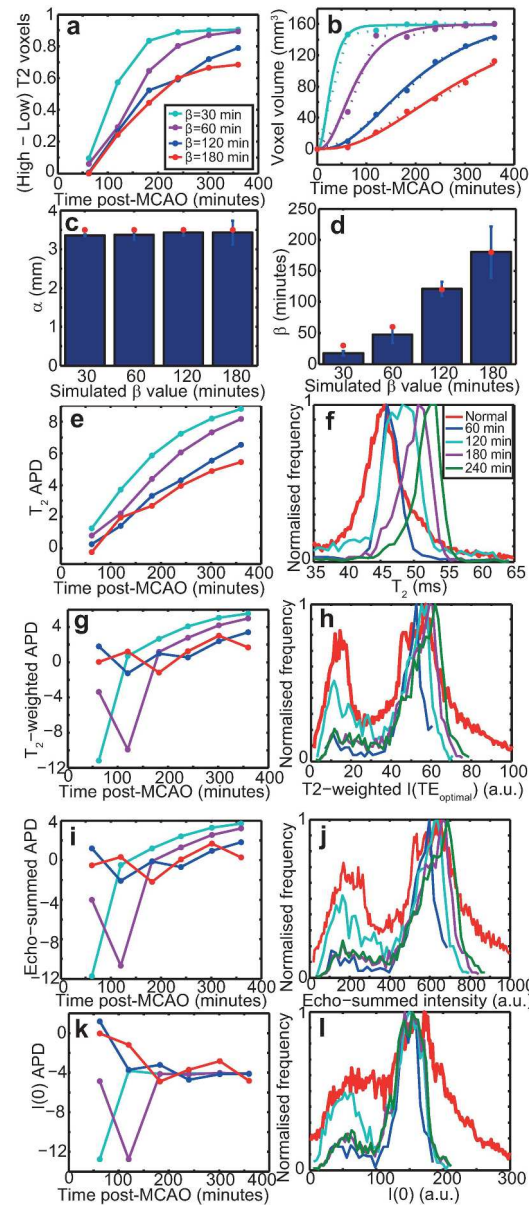 a
(High - Low) T2 voxels
1
0.8
0.6
0.4
0.2
0
β=30 min
β=60 min
β=120 min
β=180 min
0 100 200 300 400
Time post-MCAO (minutes)
b
Voxel volume (mm³)
160
120
80
40
0
0 100 200 300 400
Time post-MCAO (minutes)
c
α (mm)
4
3
2
1
0
30 60 120 180
Simulated β value (minutes)
d
β (minutes)
250
200
150
100
50
0
30 60 120 180
Simulated β value (minutes)
e
T₂ APD
8
6
4
2
0
0 100 200 300 400
Time post-MCAO (minutes)
f
Normalised frequency
1
0.5
0
Normal
60 min
120 min
180 min
240 min
35 45 55 65
T₂ (ms)
g
T₂-weighted APD
4
0
-4
-8
-12
0 100 200 300 400
Time post-MCAO (minutes)
h
Normalised frequency
1
0.5
0
0 20 40 60 80 100
T2-weighted I(TEoptimal) (a.u.)
i
Echo-summed APD
0
-4
-8
-12
0 100 200 300 400
Time post-MCAO (minutes)
j
Normalised frequency
1
0.5
0
0 200 400 600 800 1000
Echo-summed intensity (a.u.)
k
I(0) APD
0
-4
-8
-12
0 100 200 300 400
Time post-MCAO (minutes)
l
Normalised frequency
1
0.5
0
0 100 200 300
I(0) (a.u.)